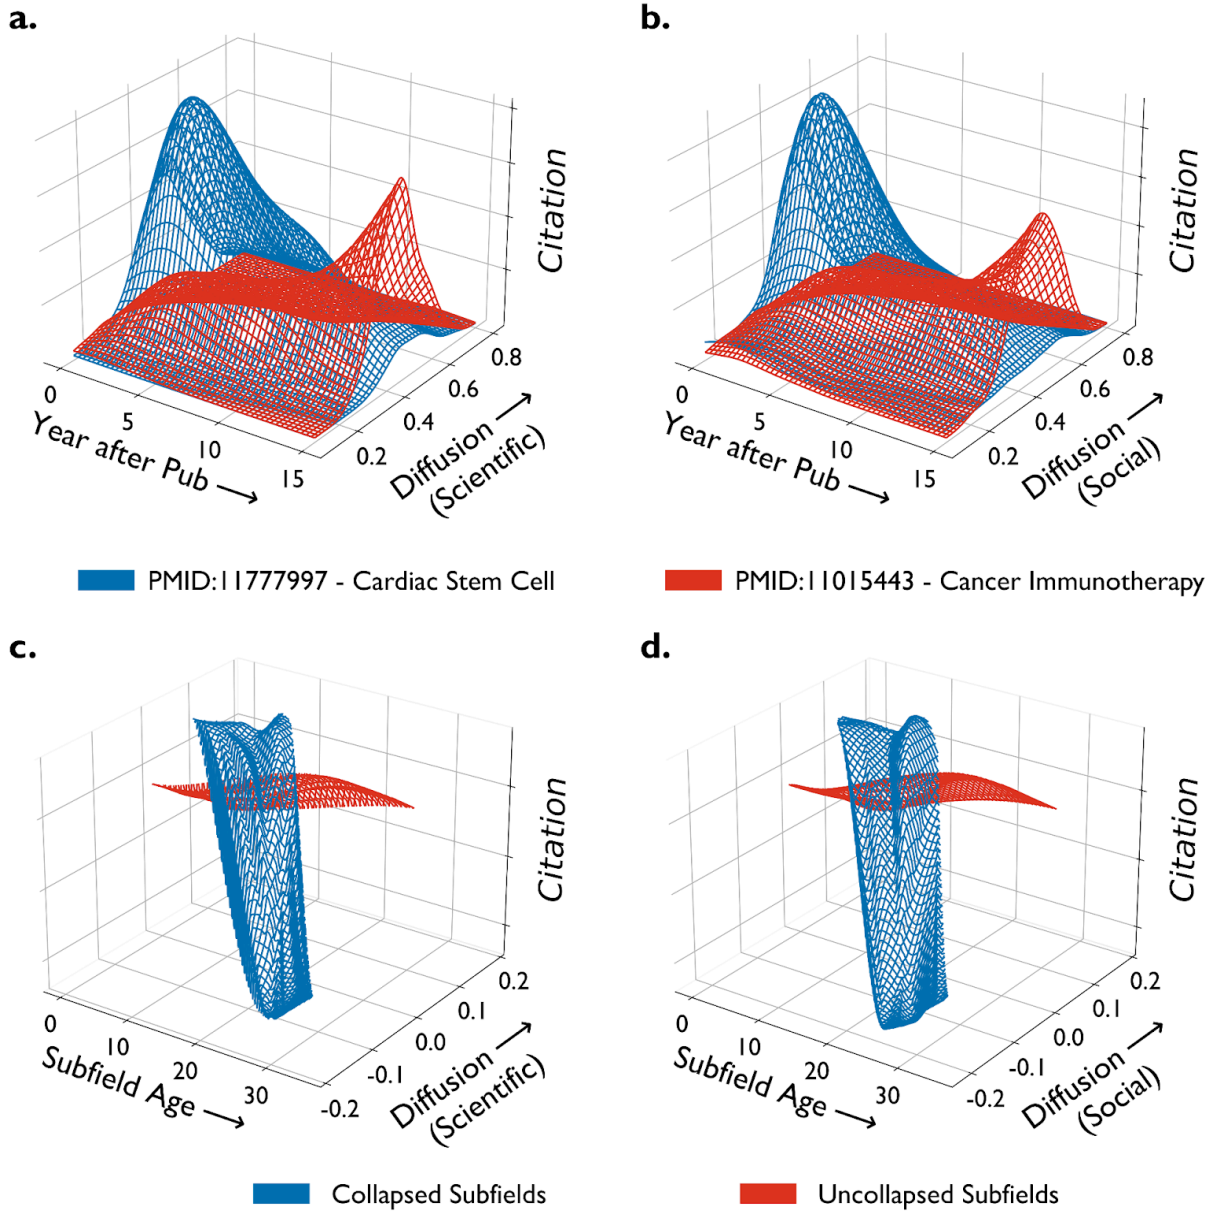 a.
b.
Citation
Citation
0
5
10
15
0.2
0.4
0.6
0.8
Year after Pub →
Diffusion →
(Scientific)
0
5
10
15
0.2
0.4
0.6
0.8
Year after Pub →
Diffusion →
(Social)
PMID:11777997 - Cardiac Stem Cell
PMID:11015443 - Cancer Immunotherapy
c.
d.
Citation
Citation
0
10
20
30
-0.2
-0.1
0.0
0.1
0.2
Subfield Age →
Diffusion →
(Scientific)
0
10
20
30
-0.2
-0.1
0.0
0.1
0.2
Subfield Age →
Diffusion →
(Social)
Collapsed Subfields
Uncollapsed Subfields